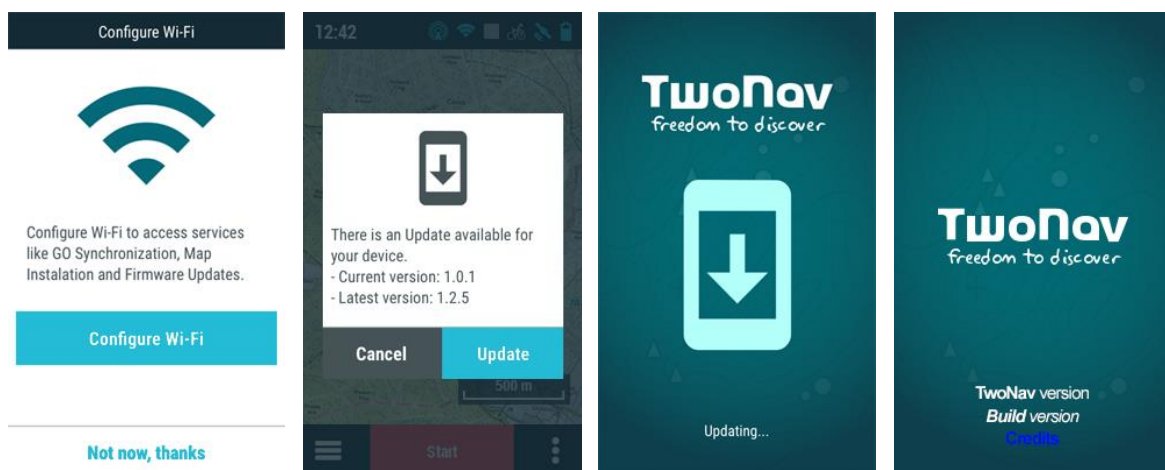 Configure Wi-Fi
Configure Wi-Fi to access services
like GO Synchronization, Map
Instalation and Firmware Updates.
Configure Wi-Fi
Not now, thanks
12:42
There is an Update available for
your device.
- Current version: 1.0.1
- Latest version: 1.2.5
Cancel
Update
500 m
Start
TwoNav
freedom to discover
Updating...
TwoNav
freedom to discover
TwoNav version
Build version
Credits